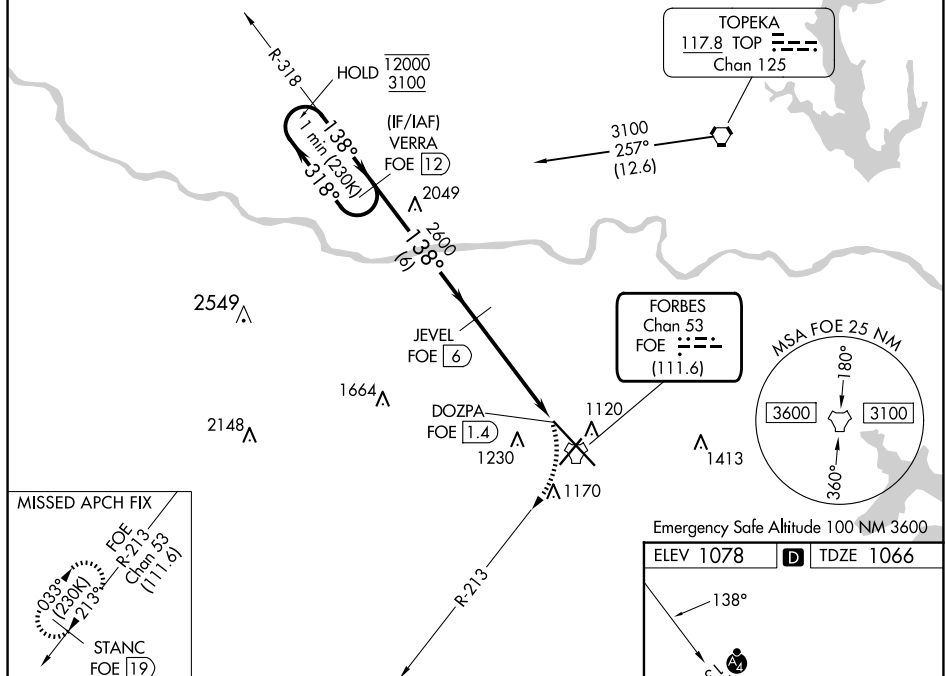 TOPEKA
117.8 TOP
Chan 125
R-318
HOLD
12000
3100
138°
1 min (230K)
318°
(IF/IAF)
VERRA
FOE 12
3100
257°
(12.6)
2049
2600
138°
(6)
2549
JEVEL
FOE 6
FORBES
Chan 53
FOE
(111.6)
MSA FOE 25 NM
180°
3600
3100
360°
1664
2148
DOZPA
FOE 1.4
1120
1230
1413
1170
R-213
Emergency Safe Altitude 100 NM 3600
MISSED APCH FIX
FOE
R-213
Chan 53
(111.6)
033°
(230K)
213°
STANC
FOE 19
ELEV 1078
D
TDZE 1066
138°
A4